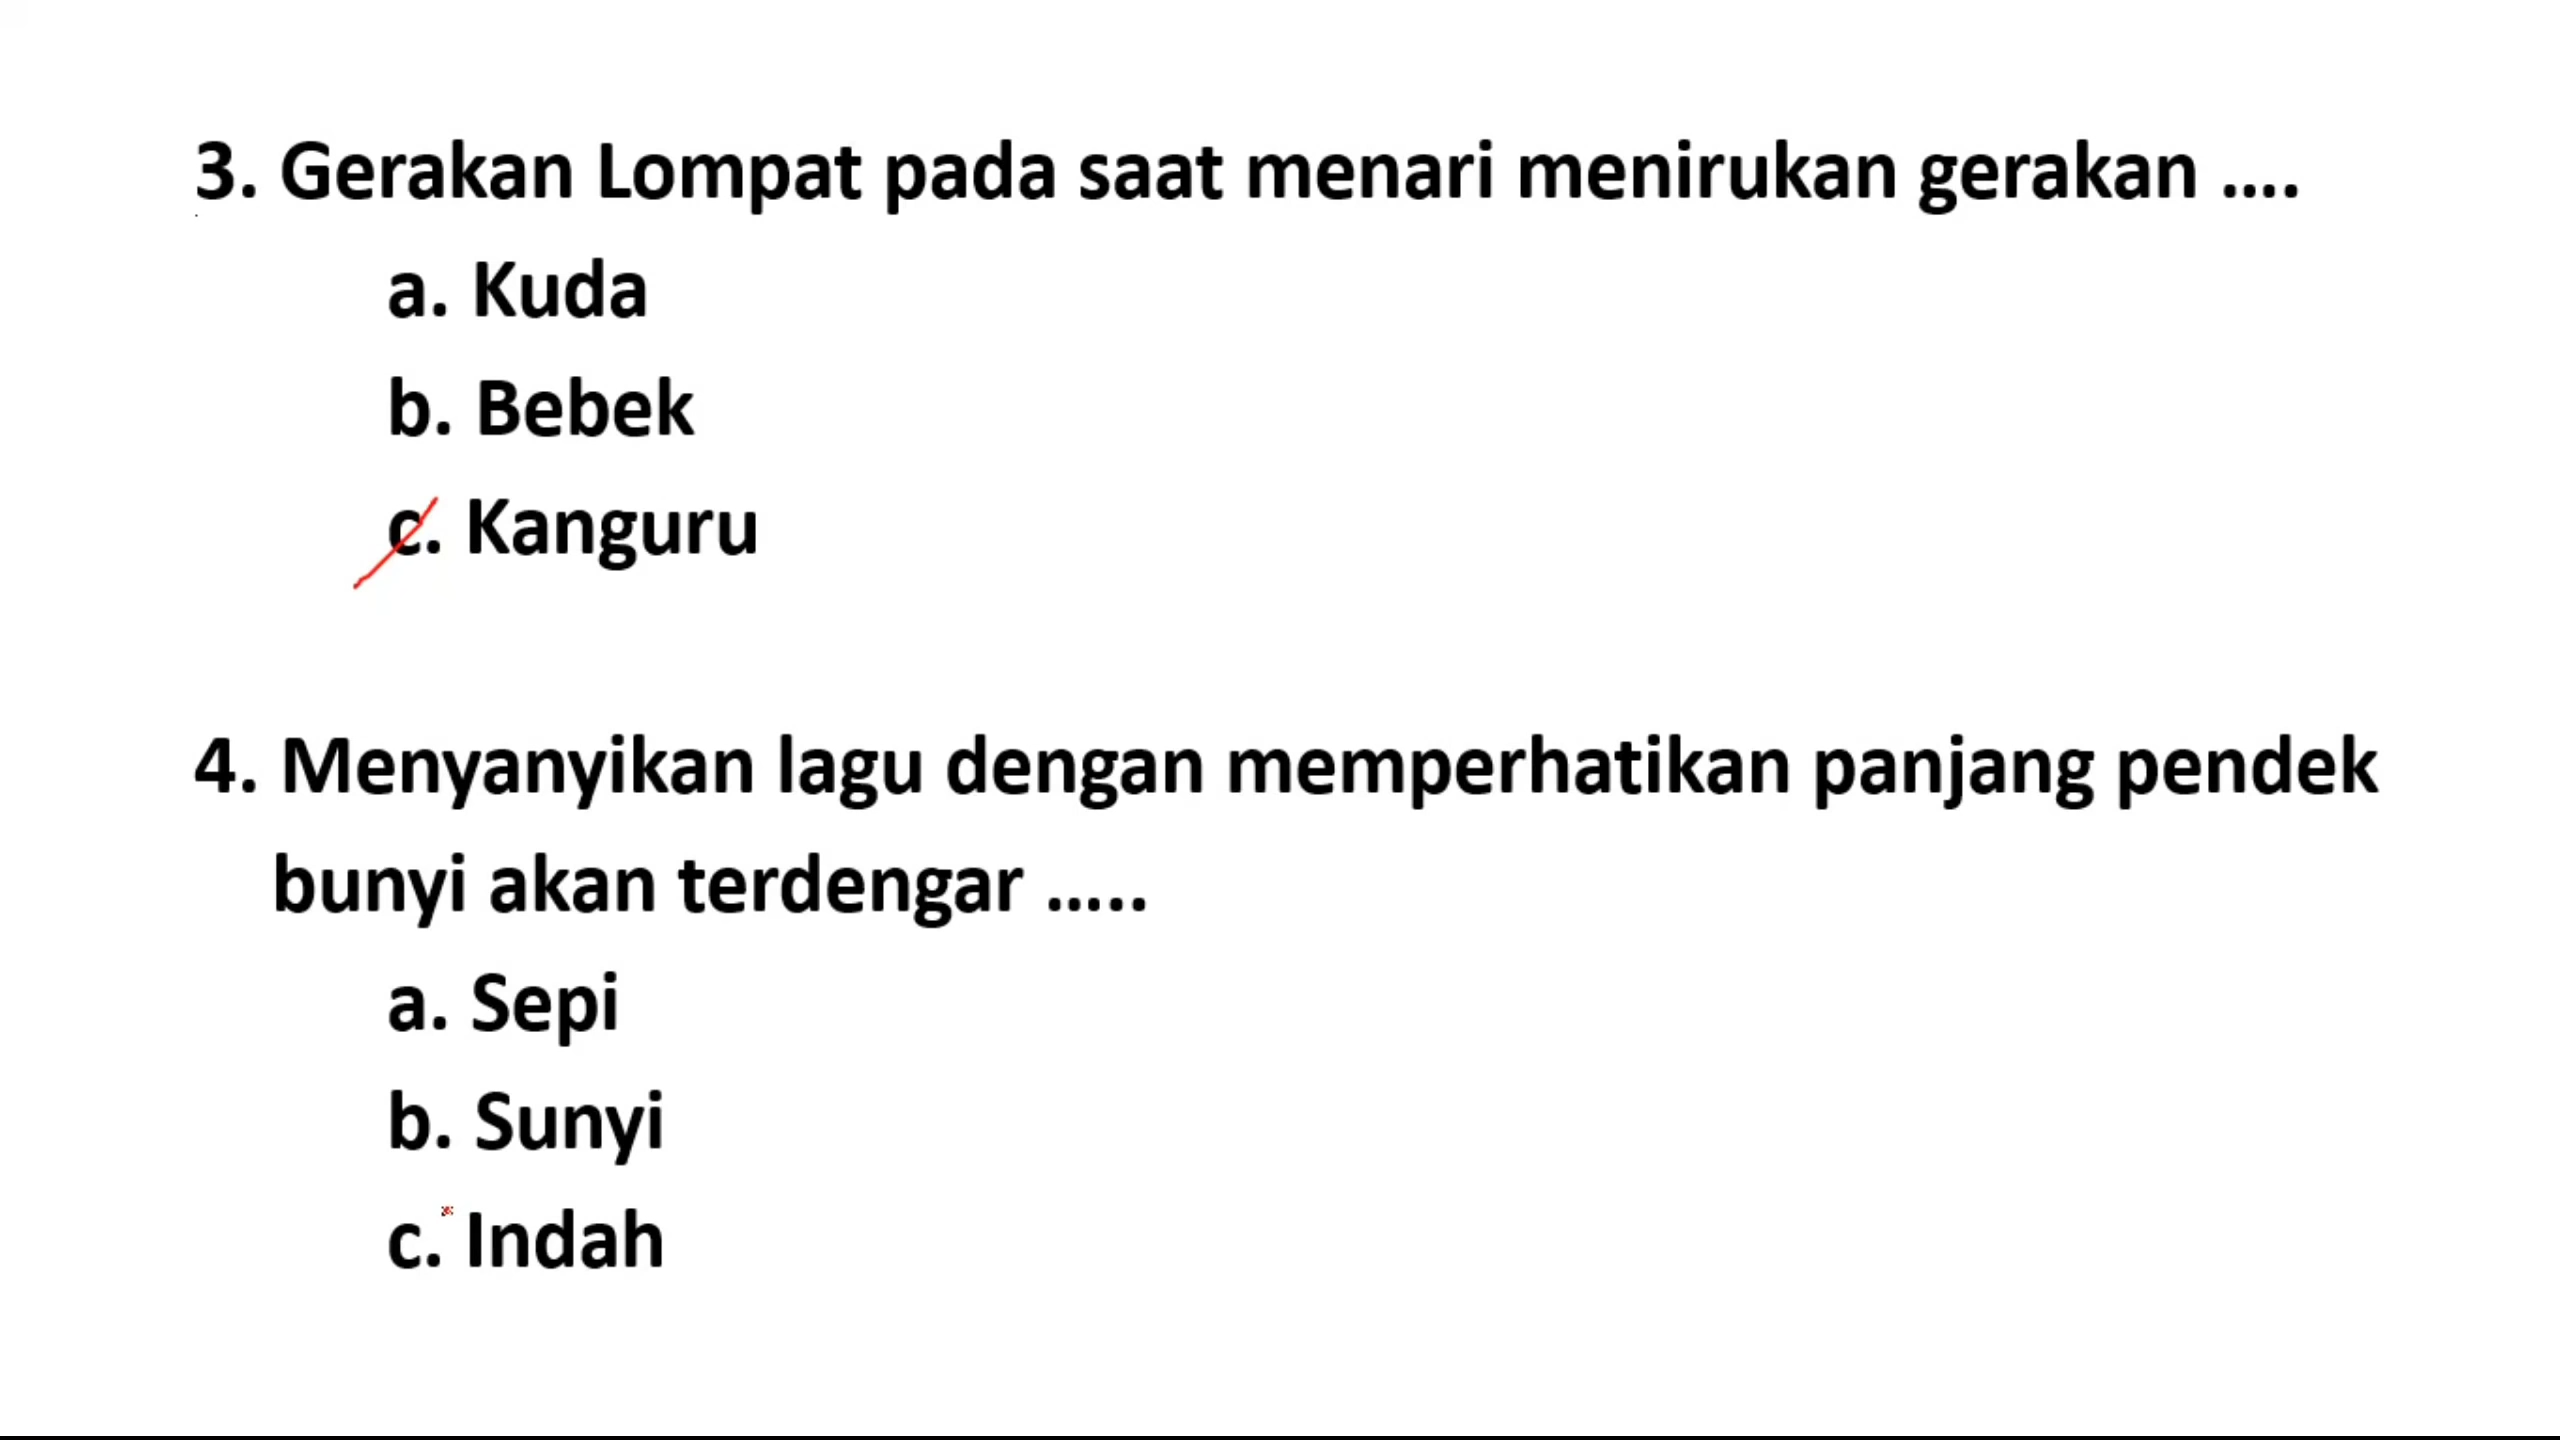 3. Gerakan Lompat pada saat menari menirukan gerakan ....
a. Kuda
b. Bebek
c. Kanguru
4. Menyanyikan lagu dengan memperhatikan panjang pendek
bunyi akan terdengar .....
a. Sepi
b. Sunyi
c. Indah